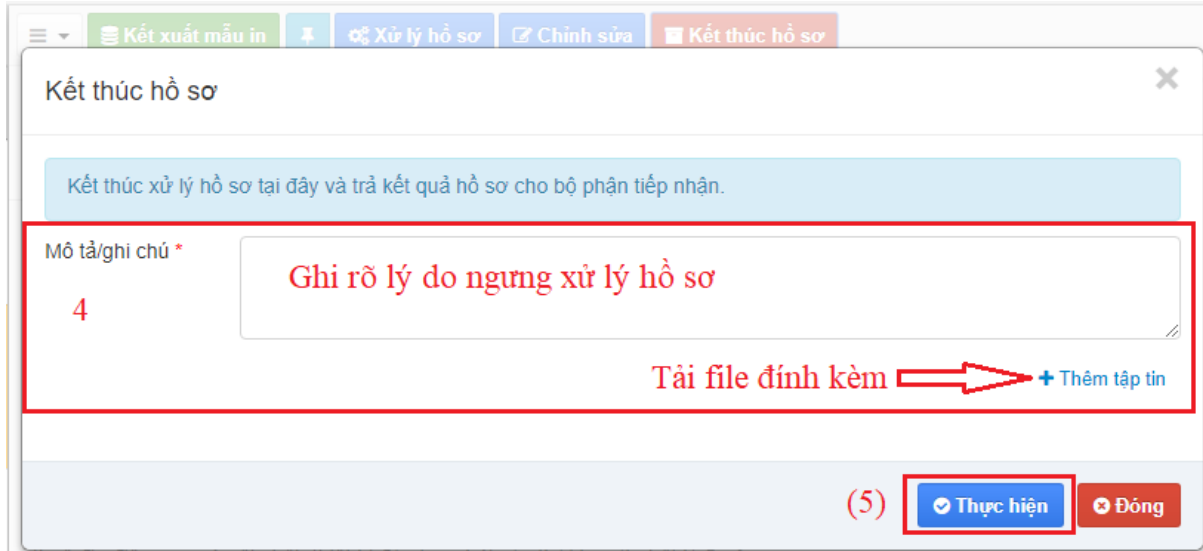 Kết xuất mẫu in Xử lý hồ sơ Chỉnh sửa Kết thúc hồ sơ
Kết thúc hồ sơ
Kết thúc xử lý hồ sơ tại đây và trả kết quả hồ sơ cho bộ phận tiếp nhận.
Mô tả/ghi chú *
Ghi rõ lý do ngưng xử lý hồ sơ
4
Tải file đính kèm + Thêm tập tin
(5) Thực hiện Đóng